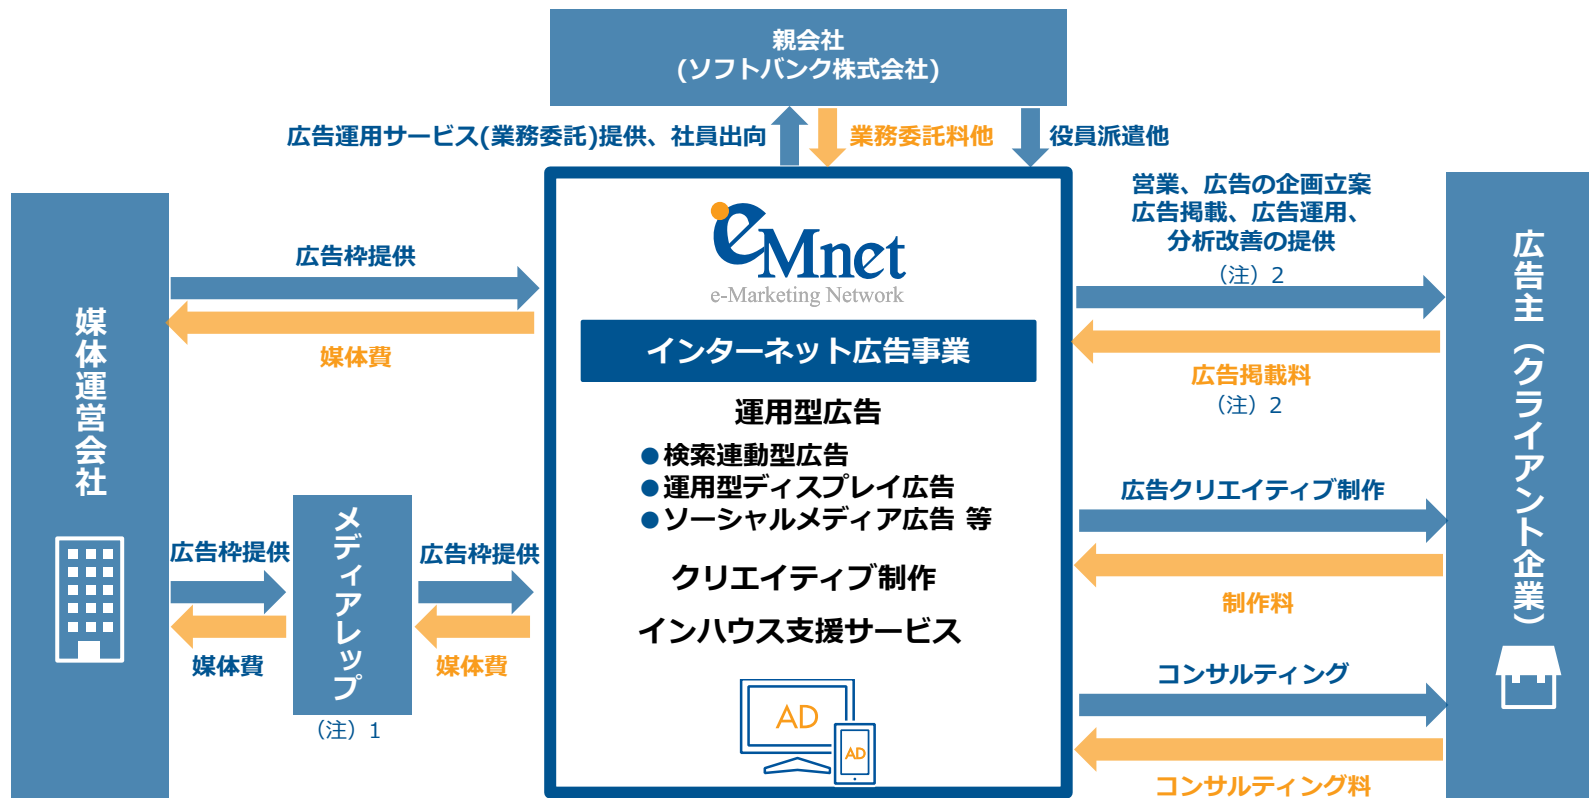 親会社
(ソフトバンク株式会社)
広告運用サービス(業務委託)提供、社員出向
業務委託料他
役員派遣他
媒体運営会社
広告枠提供
媒体費
広告枠提供
媒体費
メディアレップ
(注) 1
広告枠提供
媒体費
eMnet
e-Marketing Network
インターネット広告事業
運用型広告
●検索連動型広告
●運用型ディスプレイ広告
●ソーシャルメディア広告 等
クリエイティブ制作
インハウス支援サービス
AD
AD
営業、広告の企画立案
広告掲載、広告運用、
分析改善の提供
(注) 2
広告掲載料
(注) 2
広告クリエイティブ制作
制作料
コンサルティング
コンサルティング料
広告主(クライアント企業)